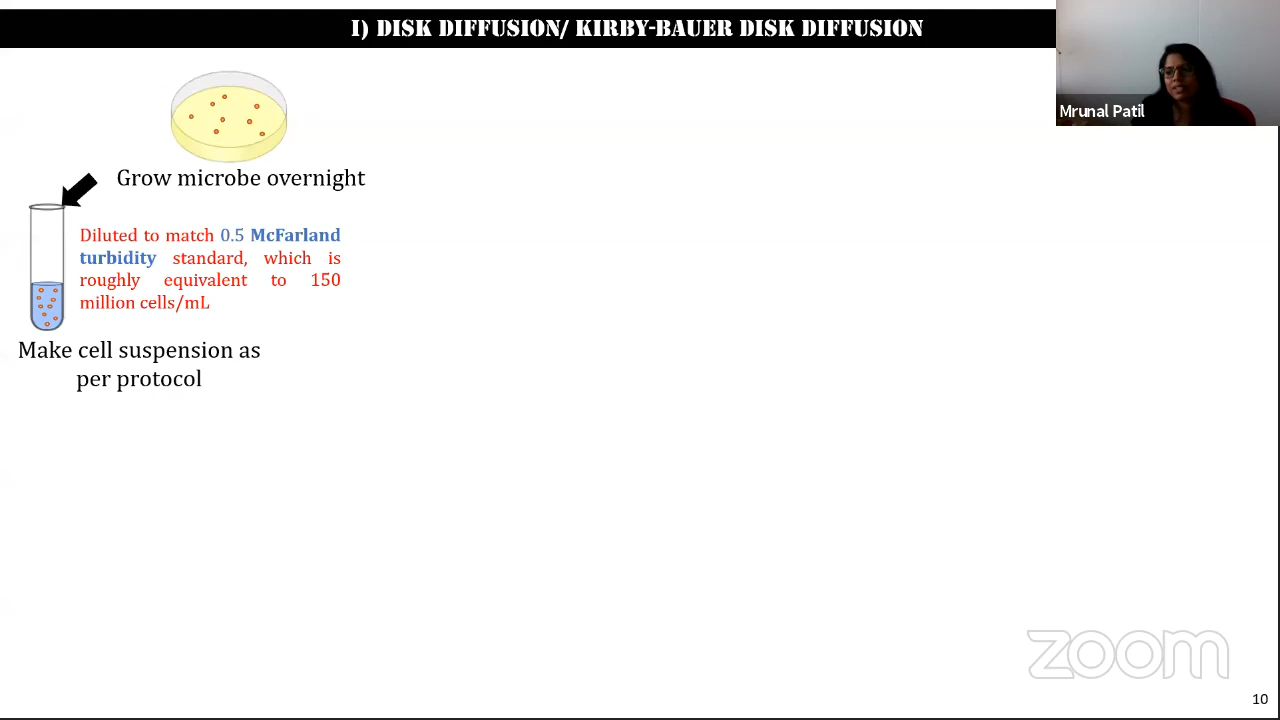 I) DISK DIFFUSION/ KIRBY-BAUER DISK DIFFUSION
Mrunal Patil
Grow microbe overnight
Diluted to match 0.5 McFarland
turbidity standard, which is
roughly equivalent to 150
million cells/mL
Make cell suspension as
per protocol
zoom
10